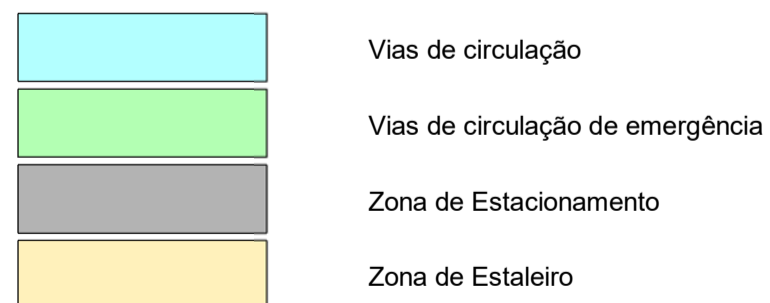 Vias de circulação
Vias de circulação de emergência
Zona de Estacionamento
Zona de Estaleiro